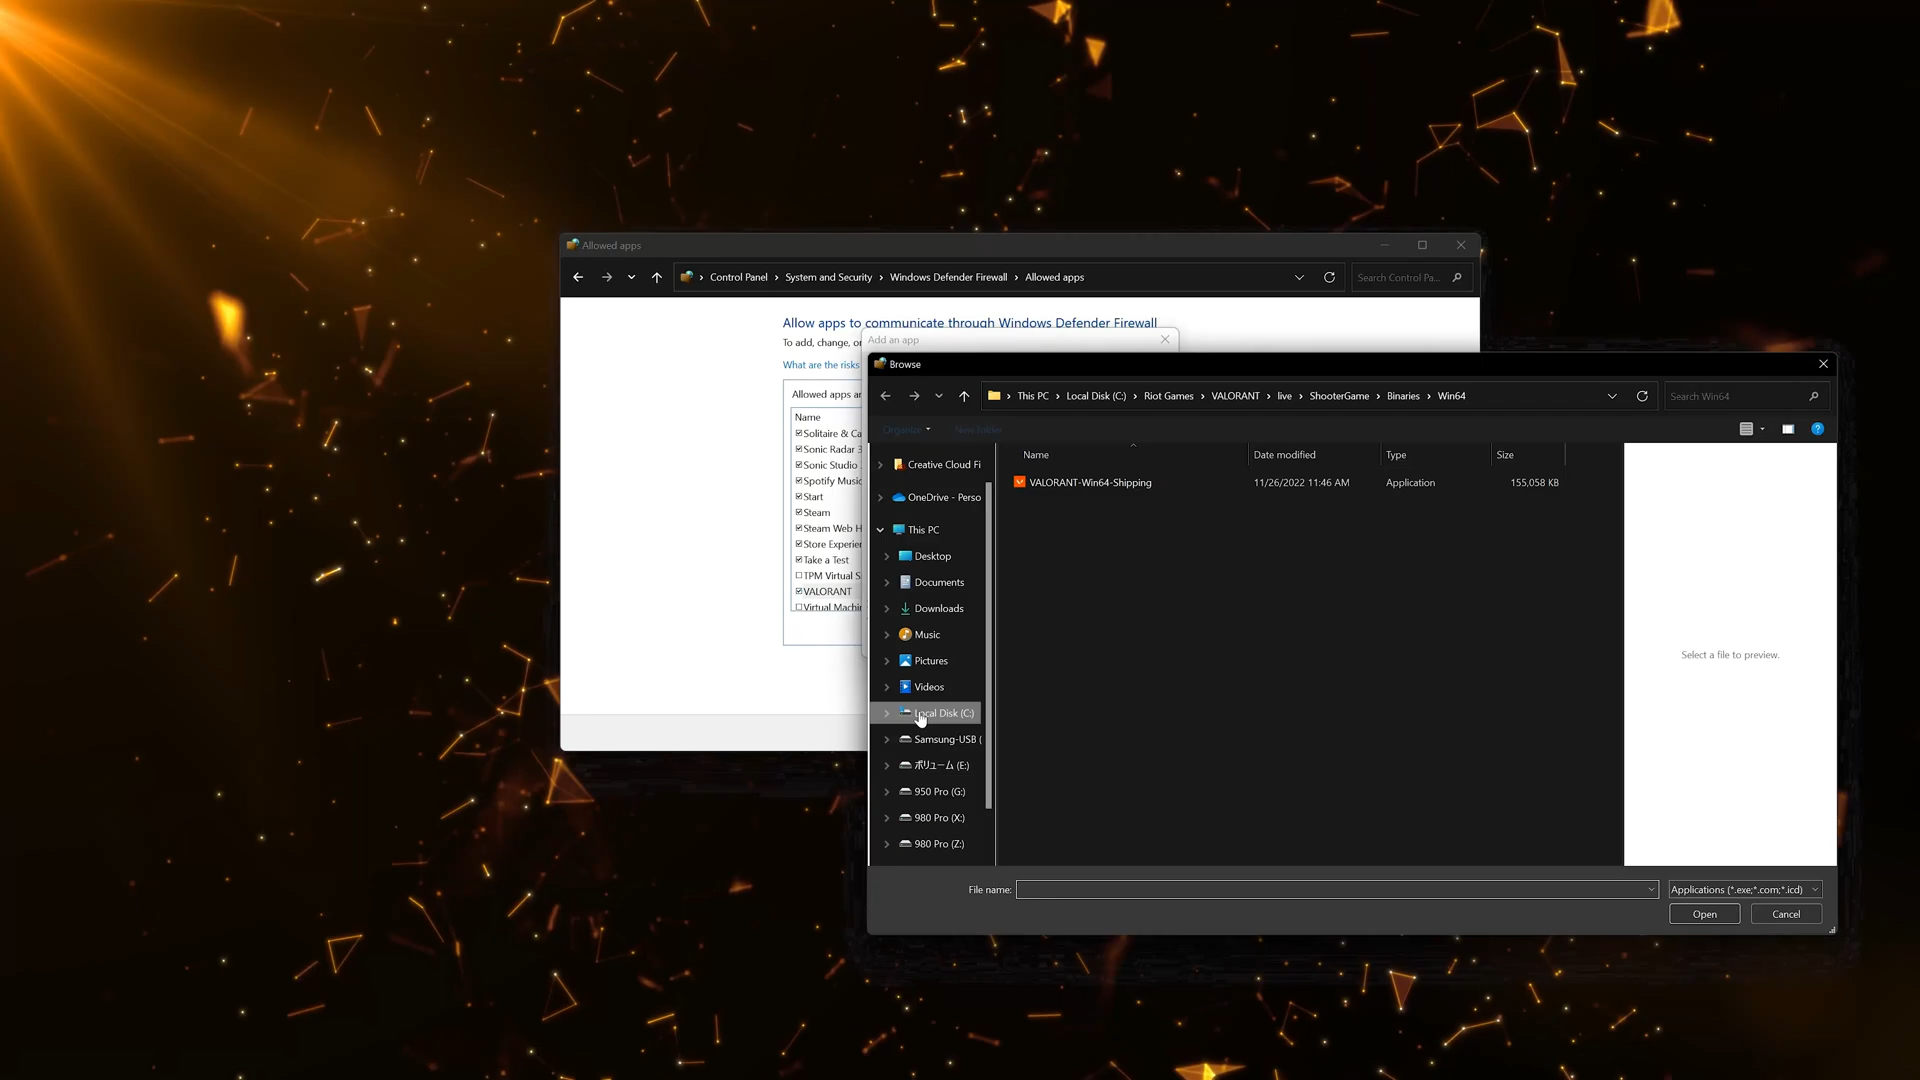 Allowed apps
Control Panel › System and Security › Windows Defender Firewall › Allowed apps
Search Control Pa...
Allow apps to communicate through Windows Defender Firewall
To add, change, or
What are the risks
Allowed apps
Name
Solitaire & Ca
Sonic Radar 3
Sonic Studio
Spotify Music
Start
Steam
Steam Web H
Store Experien
Take a Test
TPM Virtual S
VALORANT
Virtual Machin
Add an app
Browse
This PC › Local Disk (C:) › Riot Games › VALORANT › live › ShooterGame › Binaries › Win64
Search Win64
Organize
New folder
Creative Cloud Fi
OneDrive - Perso
This PC
Desktop
Documents
Downloads
Music
Pictures
Videos
Local Disk (C:)
Samsung-USB (
ボリューム (E:)
950 Pro (G:)
980 Pro (X:)
980 Pro (Z:)
Name Date modified Type Size
VALORANT-Win64-Shipping 11/26/2022 11:46 AM Application 155,058 KB
Select a file to preview.
File name:
Applications (*.exe;*.com;*.icd)
Open
Cancel